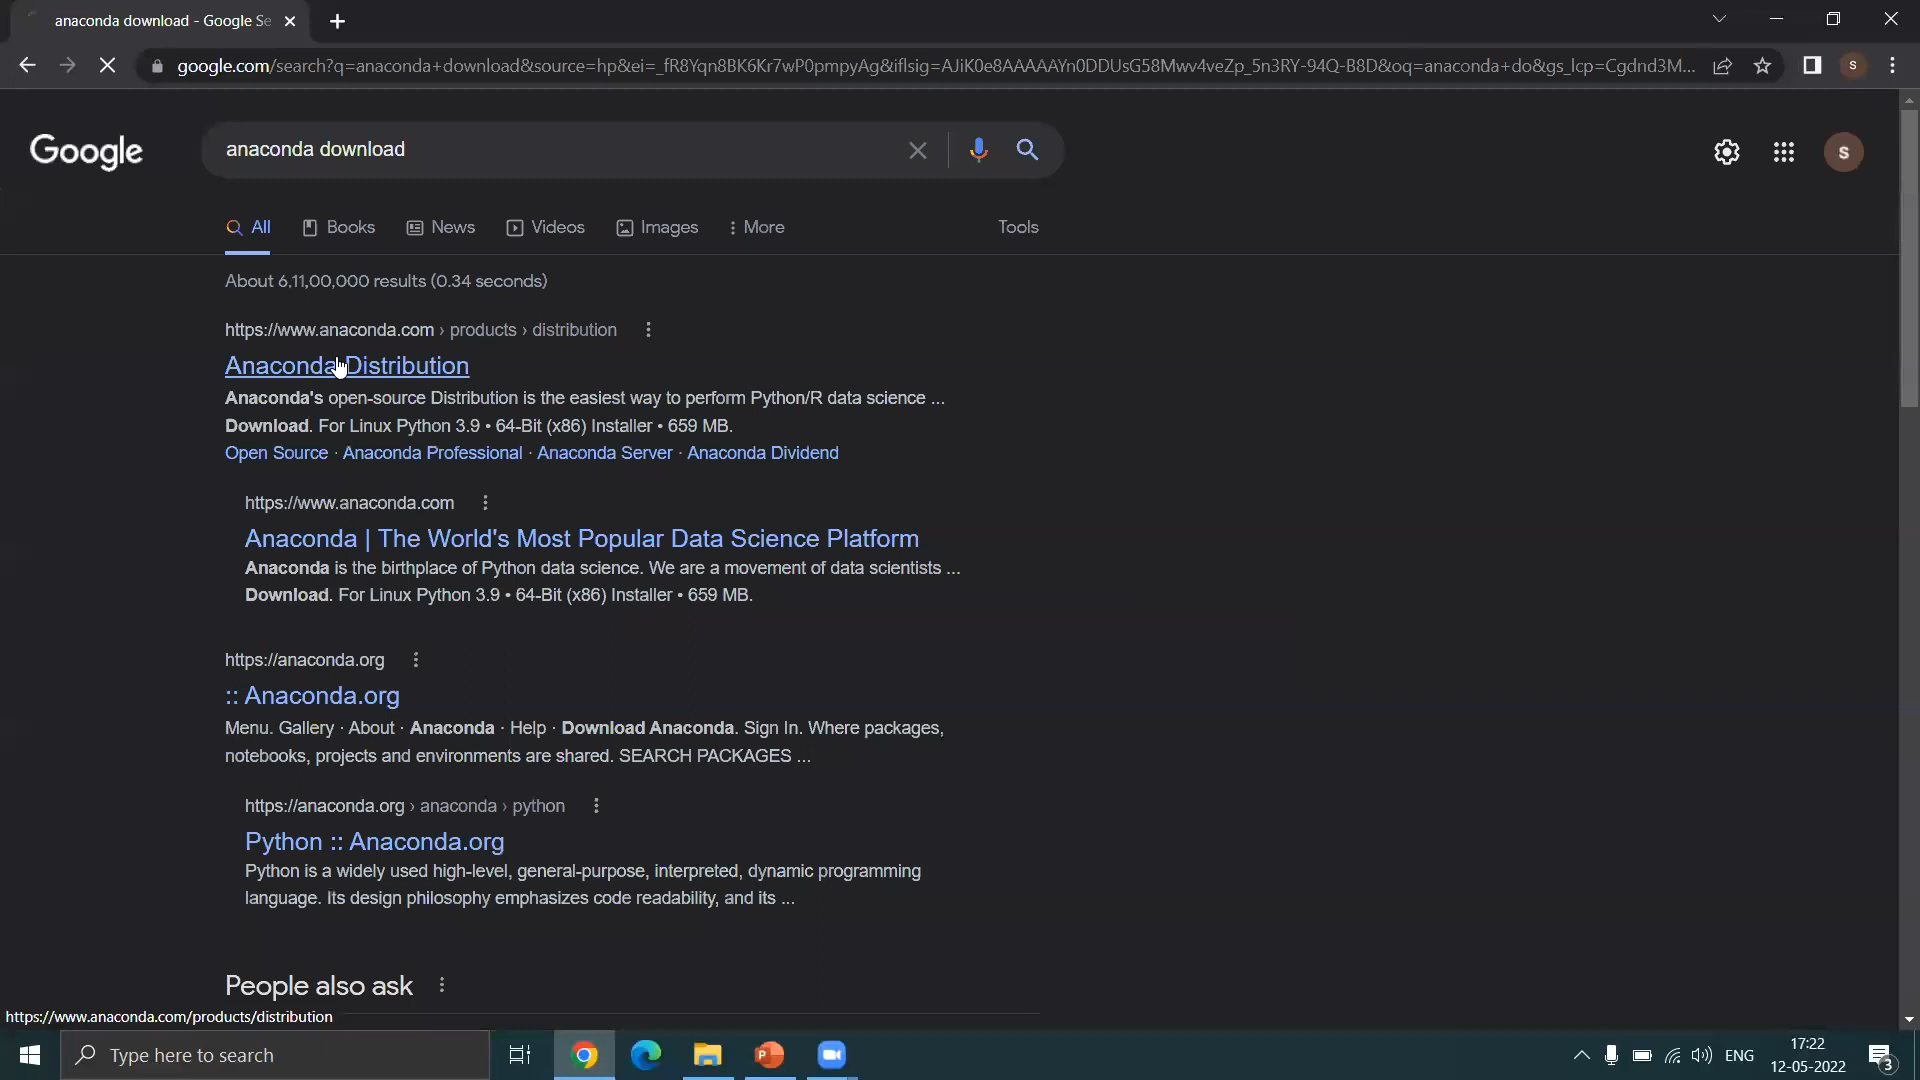 anaconda download - Google Se
google.com/search?q=anaconda+download&source=hp&ei=_fR8Yqn8BK6Kr7wP0pmpyAg&iflsig=AJiK0e8AAAAAYn0DDUsG58Mwv4veZp_5n3RY-94Q-B8D&oq=anaconda+do&gs_lcp=Cgdnd3M...
S
Google
anaconda download
S
All
Books
News
Videos
Images
More
Tools
About 6,11,00,000 results (0.34 seconds)
https://www.anaconda.com › products › distribution
Anaconda Distribution
Anaconda's open-source Distribution is the easiest way to perform Python/R data science ...
Download. For Linux Python 3.9 • 64-Bit (x86) Installer • 659 MB.
Open Source · Anaconda Professional · Anaconda Server · Anaconda Dividend
https://www.anaconda.com
Anaconda | The World's Most Popular Data Science Platform
Anaconda is the birthplace of Python data science. We are a movement of data scientists ...
Download. For Linux Python 3.9 • 64-Bit (x86) Installer • 659 MB.
https://anaconda.org
:: Anaconda.org
Menu. Gallery · About · Anaconda · Help · Download Anaconda. Sign In. Where packages,
notebooks, projects and environments are shared. SEARCH PACKAGES ...
https://anaconda.org › anaconda › python
Python :: Anaconda.org
Python is a widely used high-level, general-purpose, interpreted, dynamic programming
language. Its design philosophy emphasizes code readability, and its ...
People also ask
https://www.anaconda.com/products/distribution
Type here to search
P
ENG
17:22
12-05-2022
3